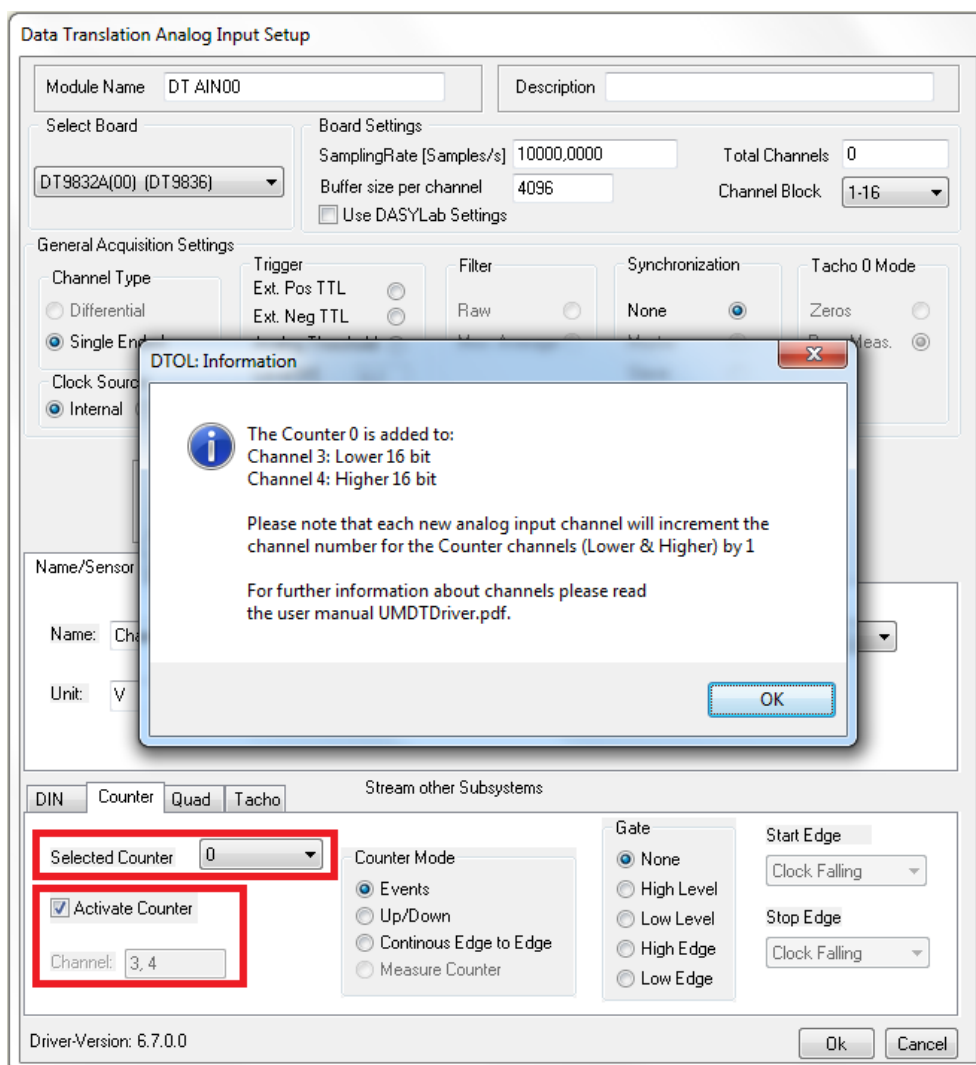 Data Translation Analog Input Setup
Module Name DT AIN00 Description
Select Board
DT9832A(00) (DT9836)
Board Settings
SamplingRate [Samples/s] 10000,0000 Total Channels 0
Buffer size per channel 4096 Channel Block 1-16
Use DASYLab Settings
General Acquisition Settings
Channel Type
Differential
Single Ended
Clock Sourc
Internal
Trigger
Ext. Pos TTL
Ext. Neg TTL
Filter
Raw
Synchronization
None
Tacho 0 Mode
Zeros
Meas.
DTOL: Information
The Counter 0 is added to:
Channel 3: Lower 16 bit
Channel 4: Higher 16 bit
Please note that each new analog input channel will increment the
channel number for the Counter channels (Lower & Higher) by 1
For further information about channels please read
the user manual UMDTDriver.pdf.
OK
Name/Sensor
Name: Cha
Unit: V
Stream other Subsystems
DIN Counter Quad Tacho
Selected Counter 0
Activate Counter
Channel: 3, 4
Counter Mode
Events
Up/Down
Continous Edge to Edge
Measure Counter
Gate
None
High Level
Low Level
High Edge
Low Edge
Start Edge
Clock Falling
Stop Edge
Clock Falling
Driver-Version: 6.7.0.0 Ok Cancel